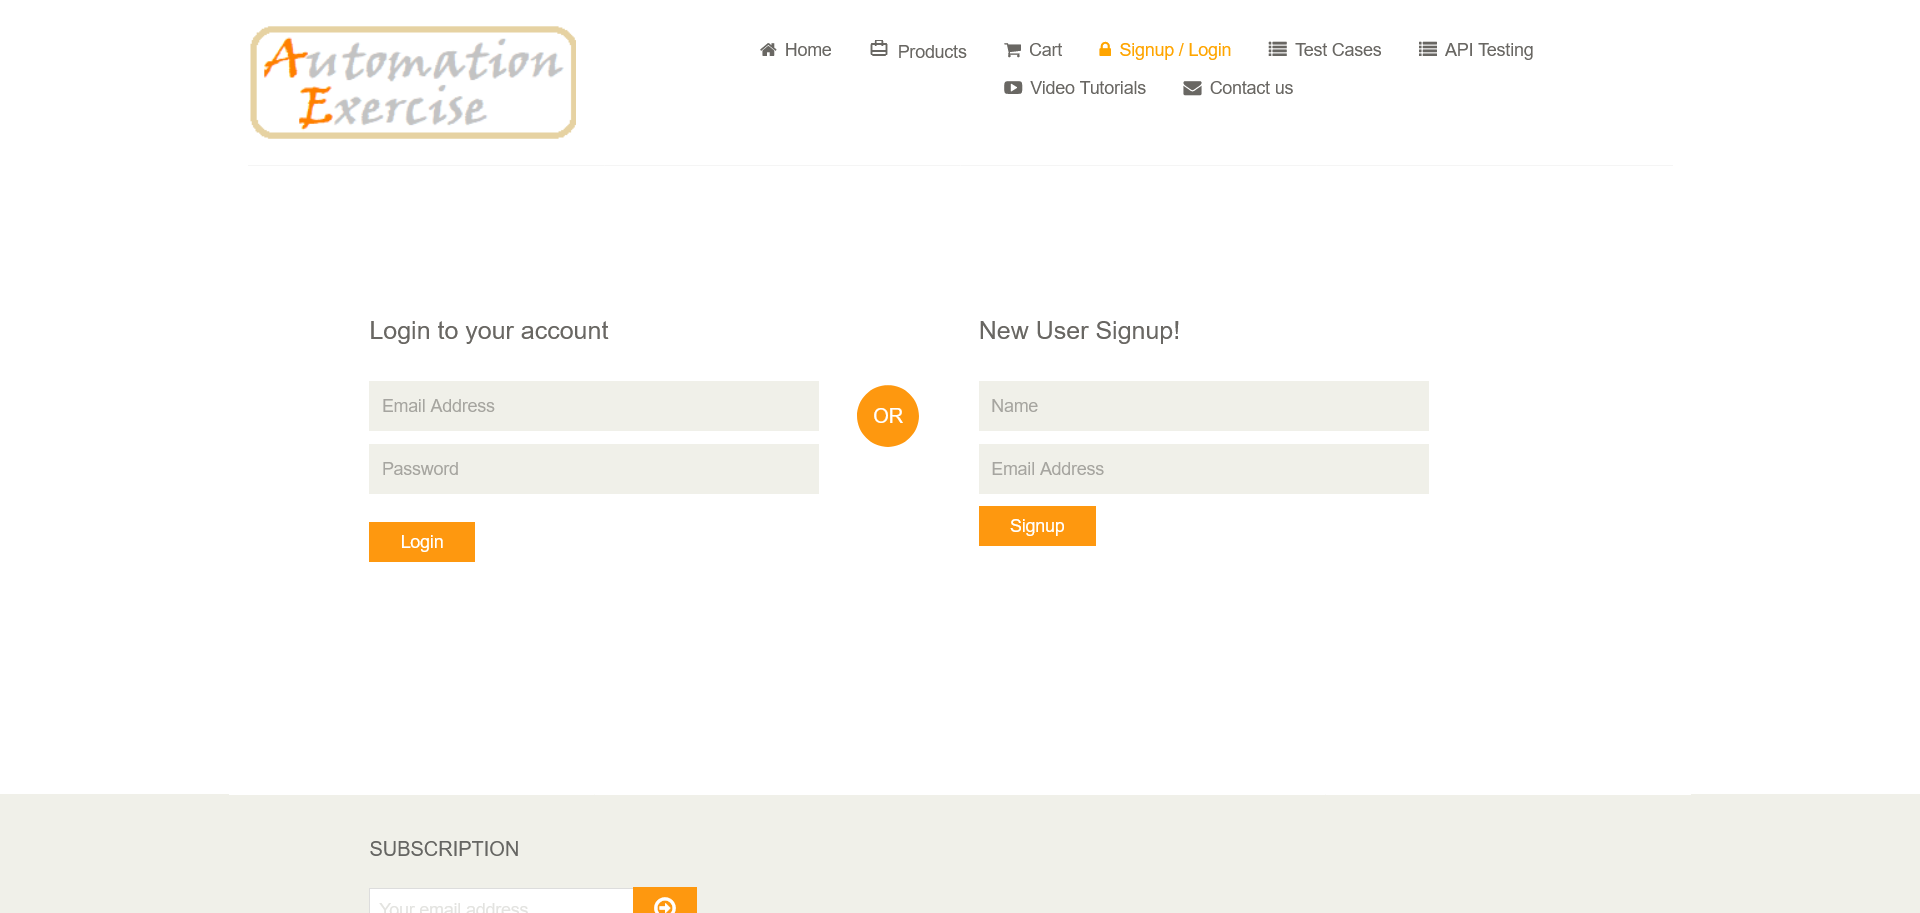 Automation
Exercise
Home
Products
Cart
Signup / Login
Test Cases
API Testing
Video Tutorials
Contact us
Login to your account
Email Address
Password
Login
OR
New User Signup!
Name
Email Address
Signup
SUBSCRIPTION
Your email address